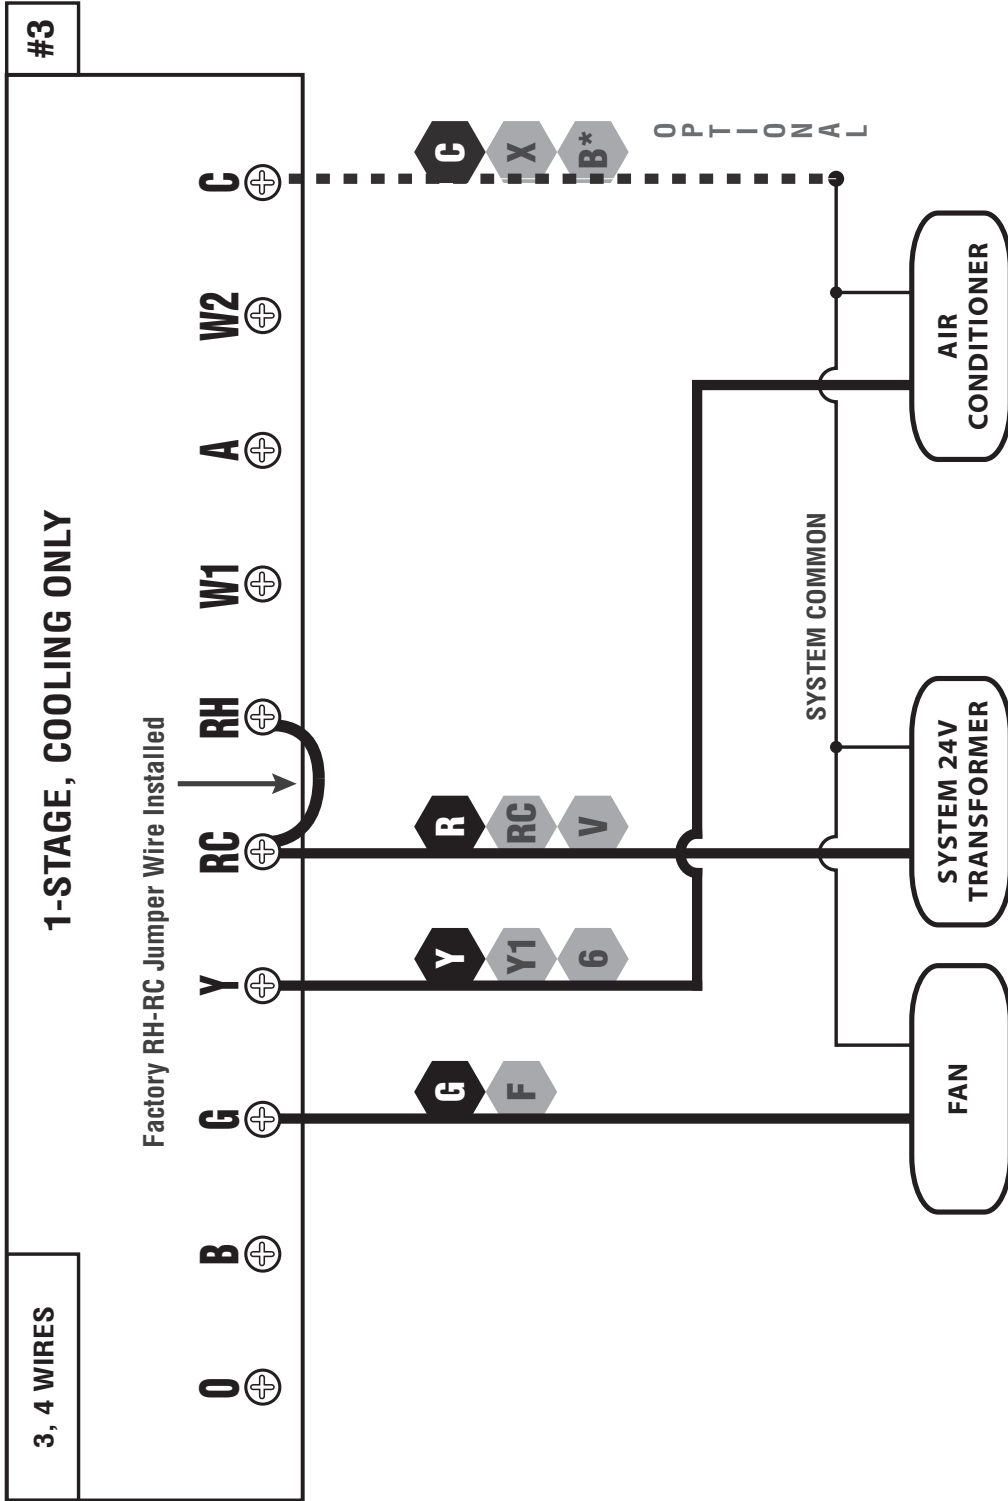 3, 4 WIRES
1-STAGE, COOLING ONLY
#3
Factory RH-RC Jumper Wire Installed
O B G Y RC RH W1 A W2 C
G Y R C
F Y1 RC X
6 V B*
OPTIONAL
SYSTEM COMMON
FAN
SYSTEM 24V
TRANSFORMER
AIR
CONDITIONER